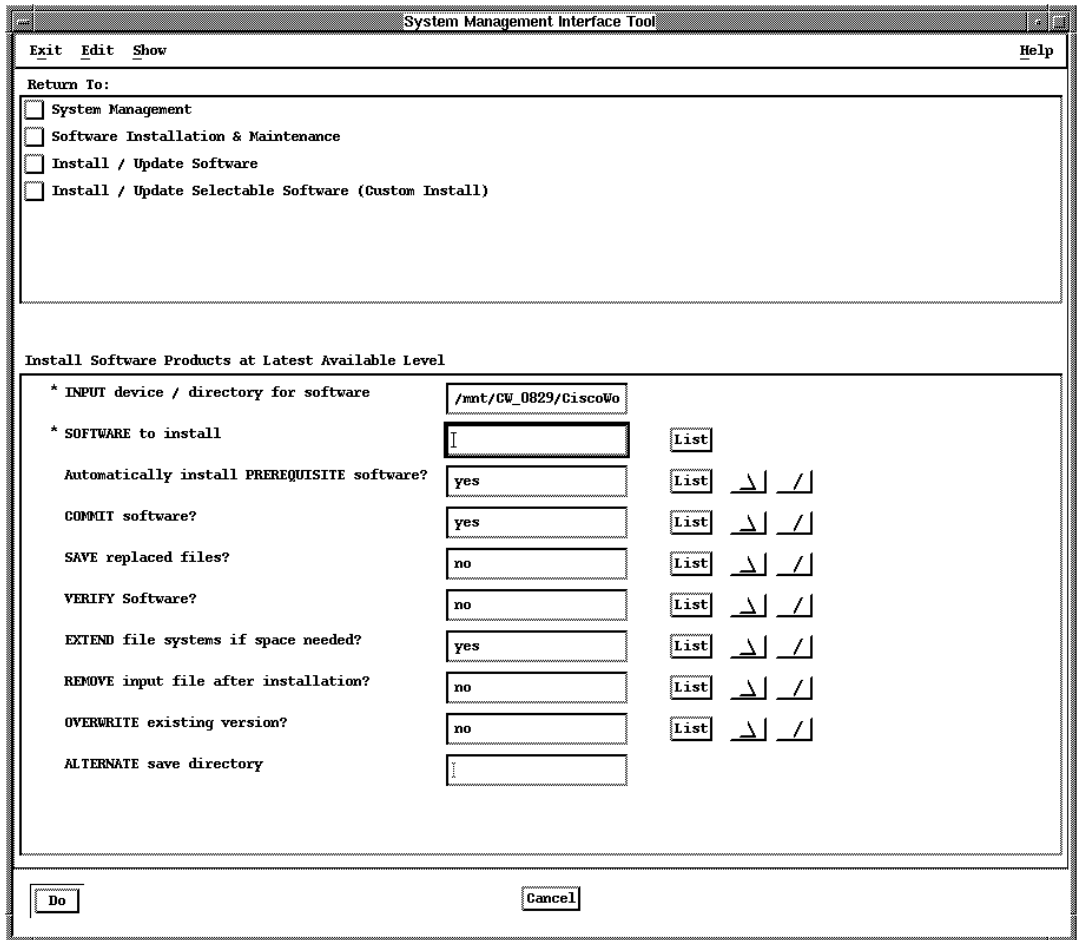 System Management Interface Tool
Exit Edit Show Help
Return To:
System Management
Software Installation & Maintenance
Install / Update Software
Install / Update Selectable Software (Custom Install)
Install Software Products at Latest Available Level
* INPUT device / directory for software /mnt/CW_0829/CiscoWo
* SOFTWARE to install List
Automatically install PREREQUISITE software? yes List
COMMIT software? yes List
SAVE replaced files? no List
VERIFY Software? no List
EXTEND file systems if space needed? yes List
REMOVE input file after installation? no List
OVERWRITE existing version? no List
ALTERNATE save directory
Do Cancel